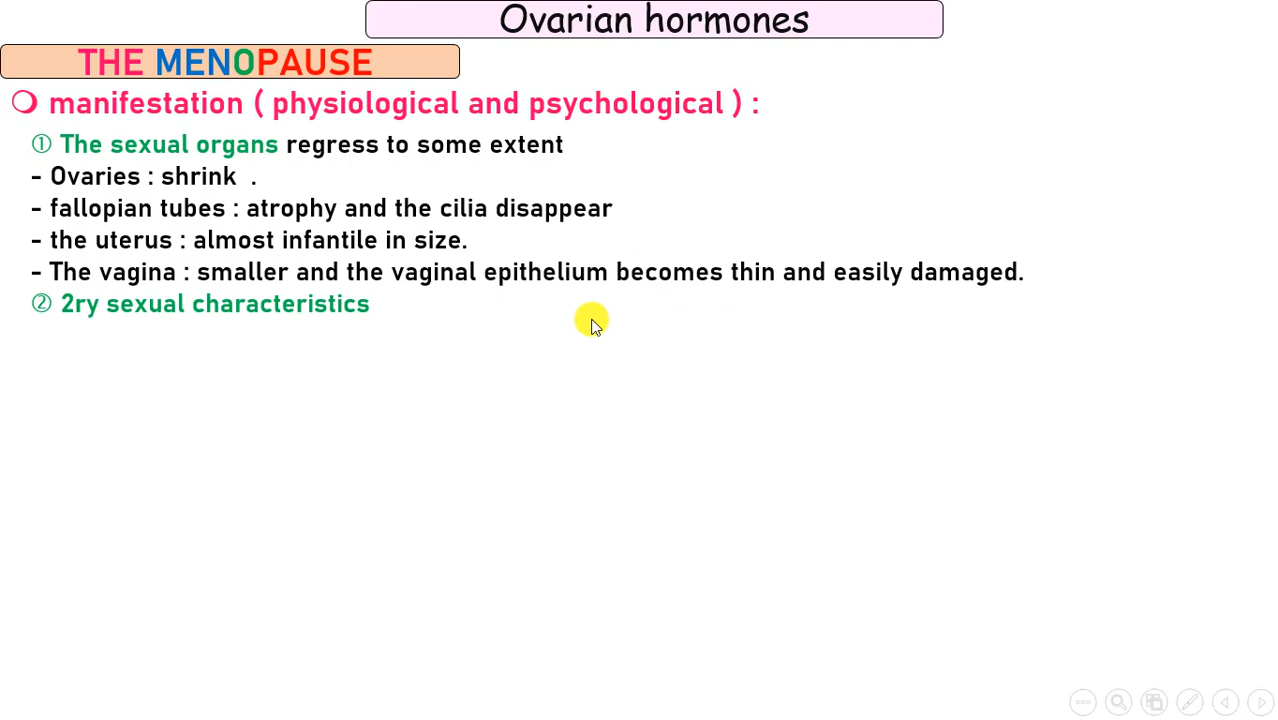 Ovarian hormones
THE MENOPAUSE
❍ manifestation ( physiological and psychological ) :
① The sexual organs regress to some extent
- Ovaries : shrink .
- fallopian tubes : atrophy and the cilia disappear
- the uterus : almost infantile in size.
- The vagina : smaller and the vaginal epithelium becomes thin and easily damaged.
② 2ry sexual characteristics